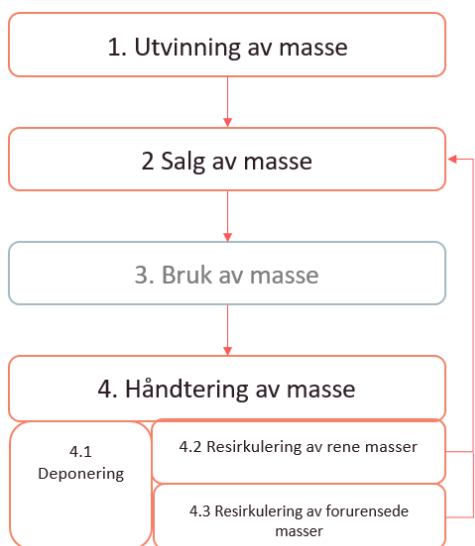 1. Utvinning av masse
2 Salg av masse
3. Bruk av masse
4. Håndtering av masse
4.1
Deponering
4.2 Resirkulering av rene masser
4.3 Resirkulering av forurensede
masser